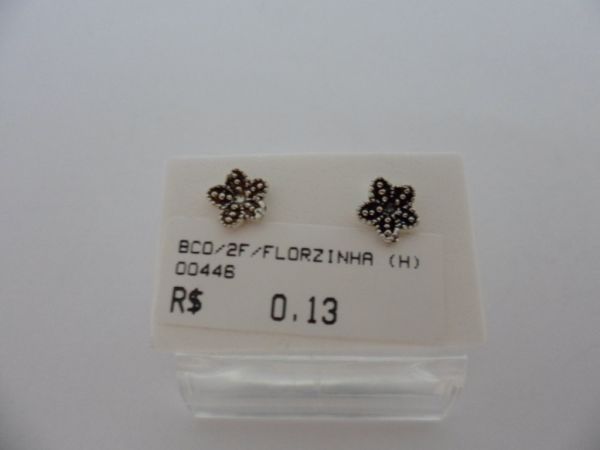 BCO/2F/FLORZINHA (H)
00446
R$ 0.13